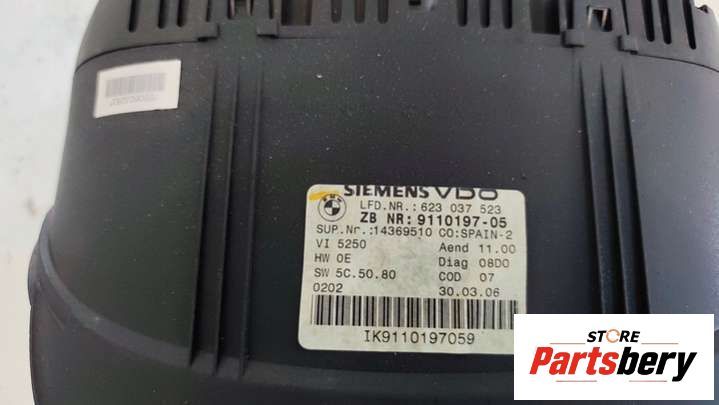 SIEMENS VDO
LFD.NR.: 623 037 523
ZB NR: 9110197-05
SUP.Nr.:14369510 CO:SPAIN-2
VI 5250 Aend 11.00
HW 0E Diag 08D0
SW 5C.50.80 COD 07
0202 30.03.06
IK9110197059
STORE
Partsbery